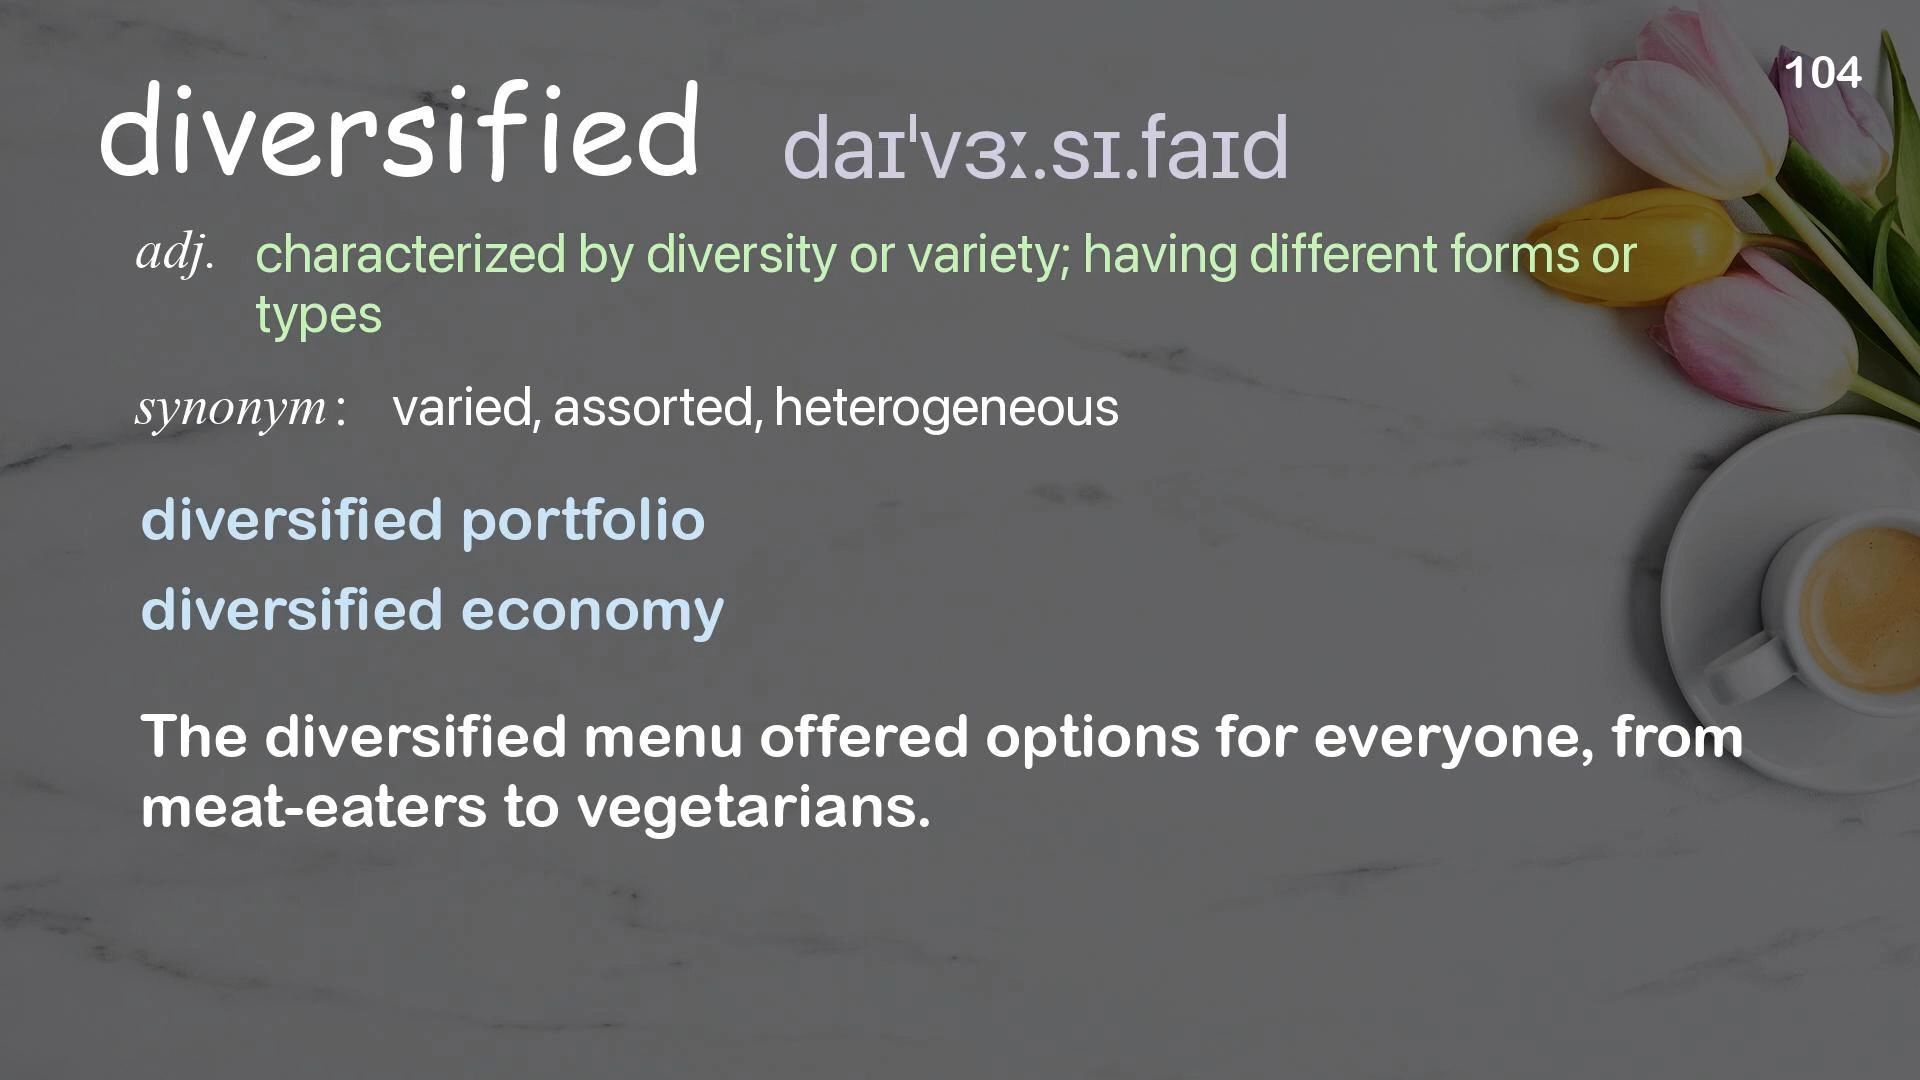 104
diversified daɪˈvɜː.sɪ.faɪd
adj. characterized by diversity or variety; having different forms or
types
synonym: varied, assorted, heterogeneous
diversified portfolio
diversified economy
The diversified menu offered options for everyone, from
meat-eaters to vegetarians.